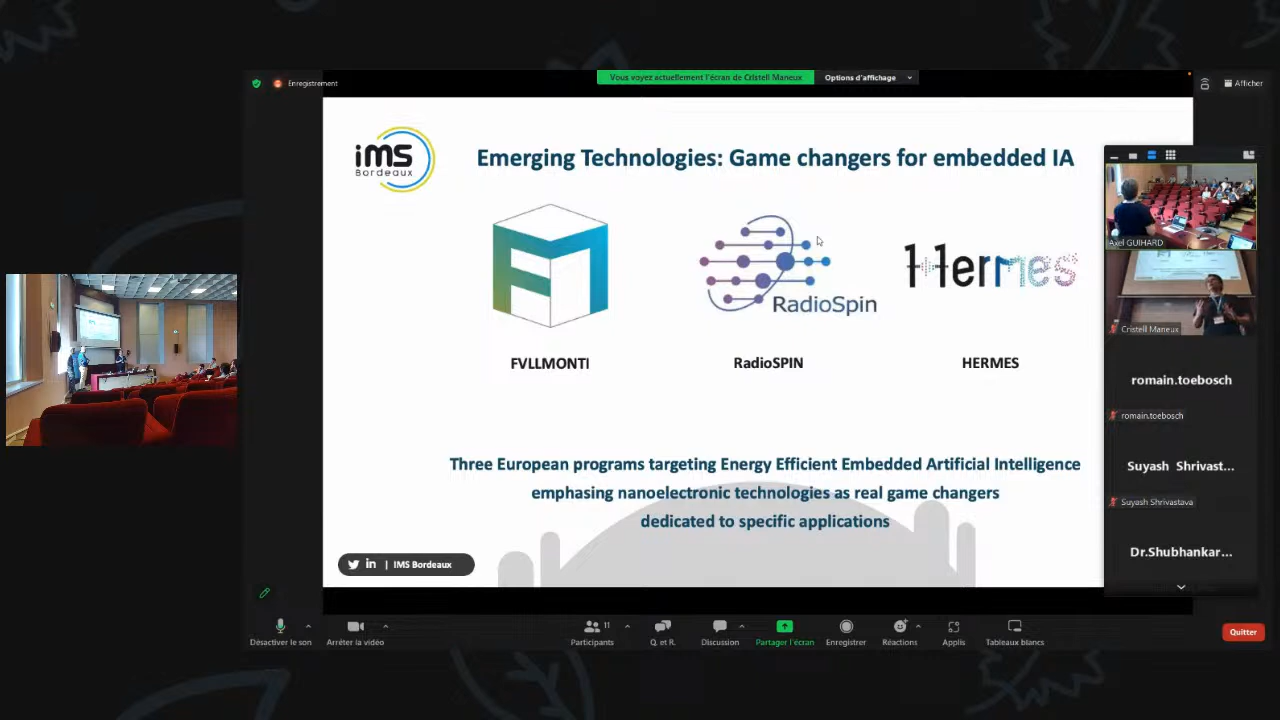 Enregistrement
Vous voyez actuellement l'écran de Cristell Maneux
Options d'affichage
Afficher
iMS
Bordeaux
Emerging Technologies: Game changers for embedded IA
RadioSpin
Hermes
FVLLMONTI
RadioSPIN
HERMES
Three European programs targeting Energy Efficient Embedded Artificial Intelligence
emphasing nanoelectronic technologies as real game changers
dedicated to specific applications
in | IMS Bordeaux
Axel GUIHARD
Cristell Maneux
romain.toebosch
romain.toebosch
Suyash Shrivast...
Suyash Shrivastava
Dr.Shubhankar...
Désactiver le son
Arrêter la vidéo
Participants
11
Q. et R.
Discussion
Partager l'écran
Enregistrer
Réactions
Applis
Tableaux blancs
Quitter